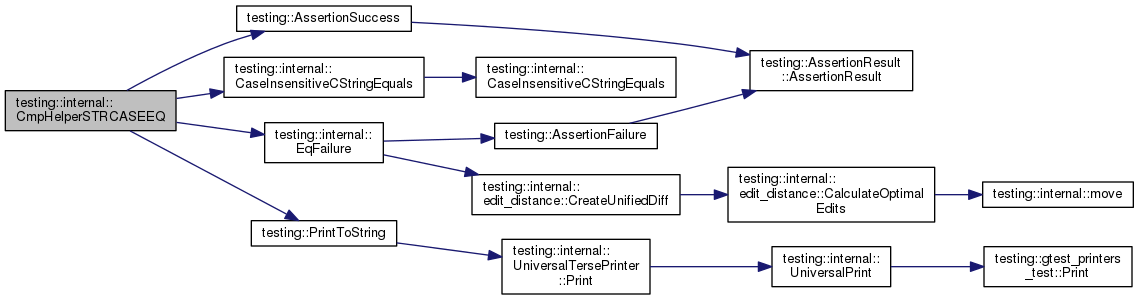 testing::internal::
CmpHelperSTRCASEEQ
testing::AssertionSuccess
testing::AssertionResult
::AssertionResult
testing::internal::
CaseInsensitiveCStringEquals
testing::internal::
CaseInsensitiveCStringEquals
testing::internal::
EqFailure
testing::AssertionFailure
testing::internal::
edit_distance::CreateUnifiedDiff
testing::internal::
edit_distance::CalculateOptimal
Edits
testing::internal::move
testing::PrintToString
testing::internal::
UniversalTersePrinter
::Print
testing::internal::
UniversalPrint
testing::gtest_printers
_test::Print